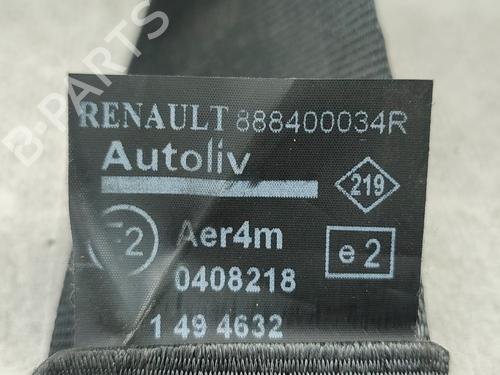 RENAULT 888400034R
Autoliv
219
E2 Aer4m e2
0408218
1 49 4632
B-PARTS